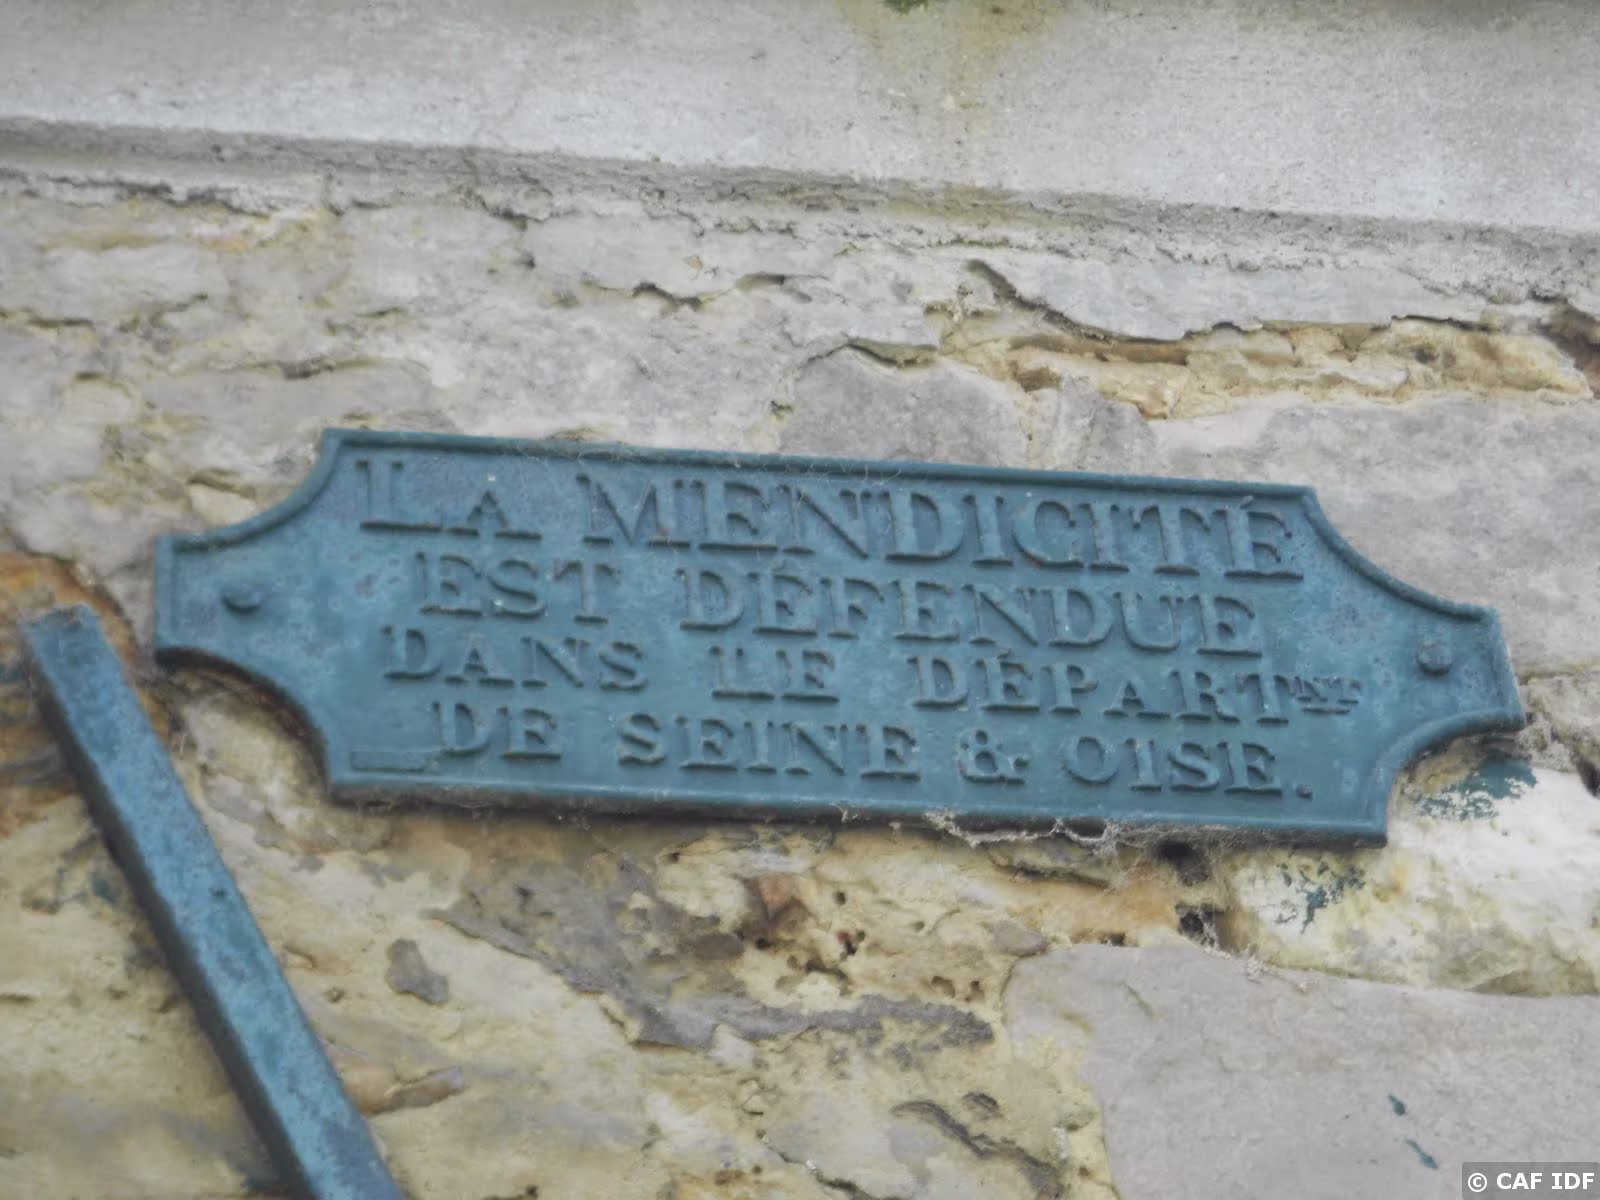 LA MENDICITÉ
EST DÉFENDUE
DANS LE DÉPARTNT
DE SEINE & OISE.
© CAF IDF